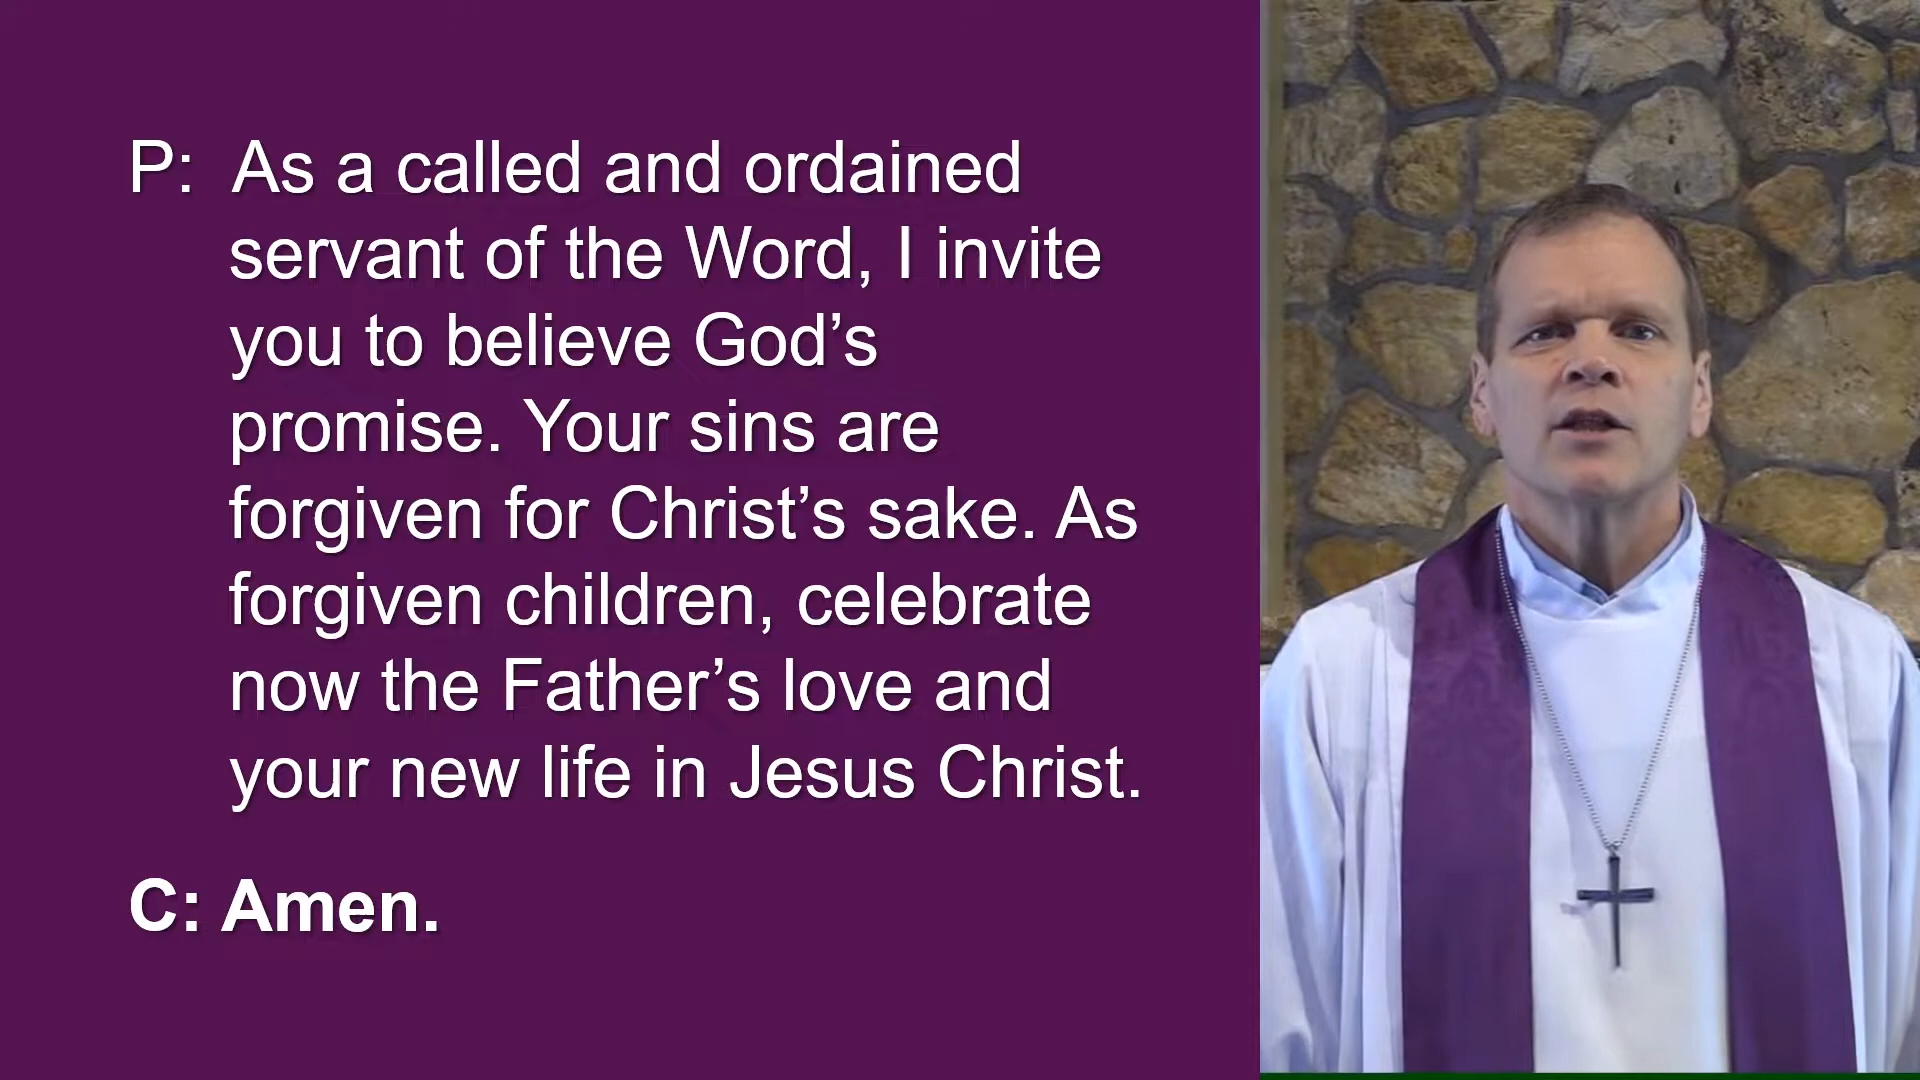 P: As a called and ordained
servant of the Word, I invite
you to believe God’s
promise. Your sins are
forgiven for Christ’s sake. As
forgiven children, celebrate
now the Father’s love and
your new life in Jesus Christ.
C: Amen.